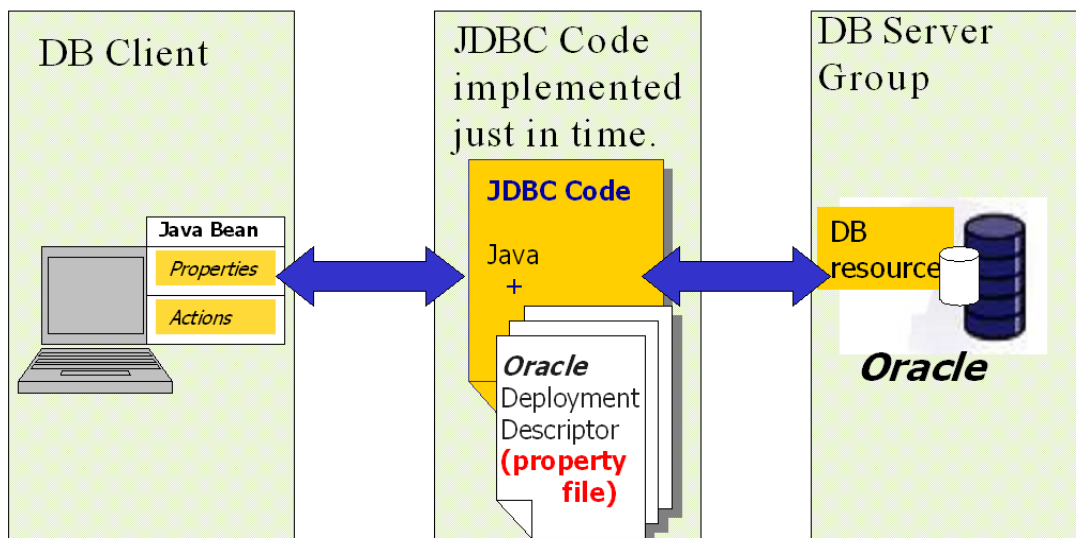 DB Client
Java Bean
Properties
Actions
JDBC Code
implemented
just in time.
JDBC Code
Java
+
Oracle
Deployment
Descriptor
(property
file)
DB Server
Group
DB
resource
Oracle